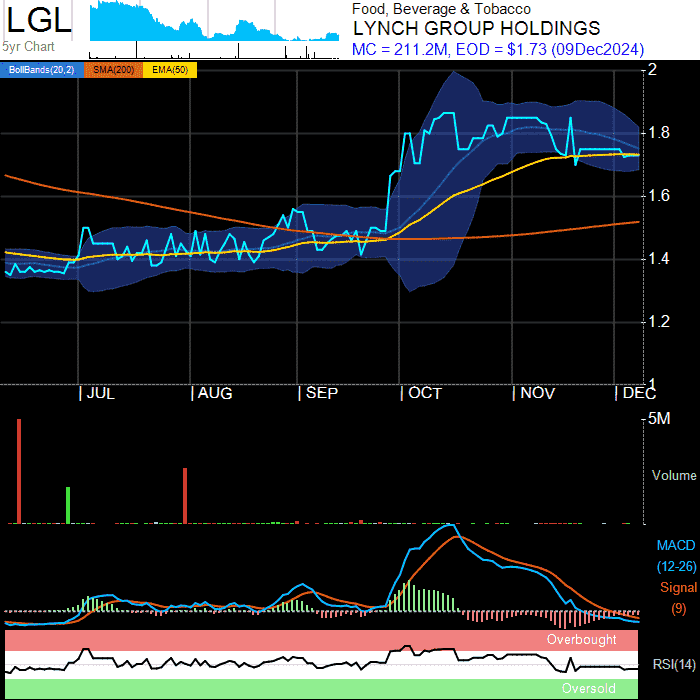 LGL
5yr Chart
Food, Beverage & Tobacco
LYNCH GROUP HOLDINGS
MC = 211.2M, EOD = $1.73 (09Dec2024)
BollBands(20,2) SMA(200) EMA(50)
2
1.8
1.6
1.4
1.2
1
JUL AUG SEP OCT NOV DEC
5M
Volume
MACD
(12-26)
Signal
(9)
Overbought
RSI(14)
Oversold